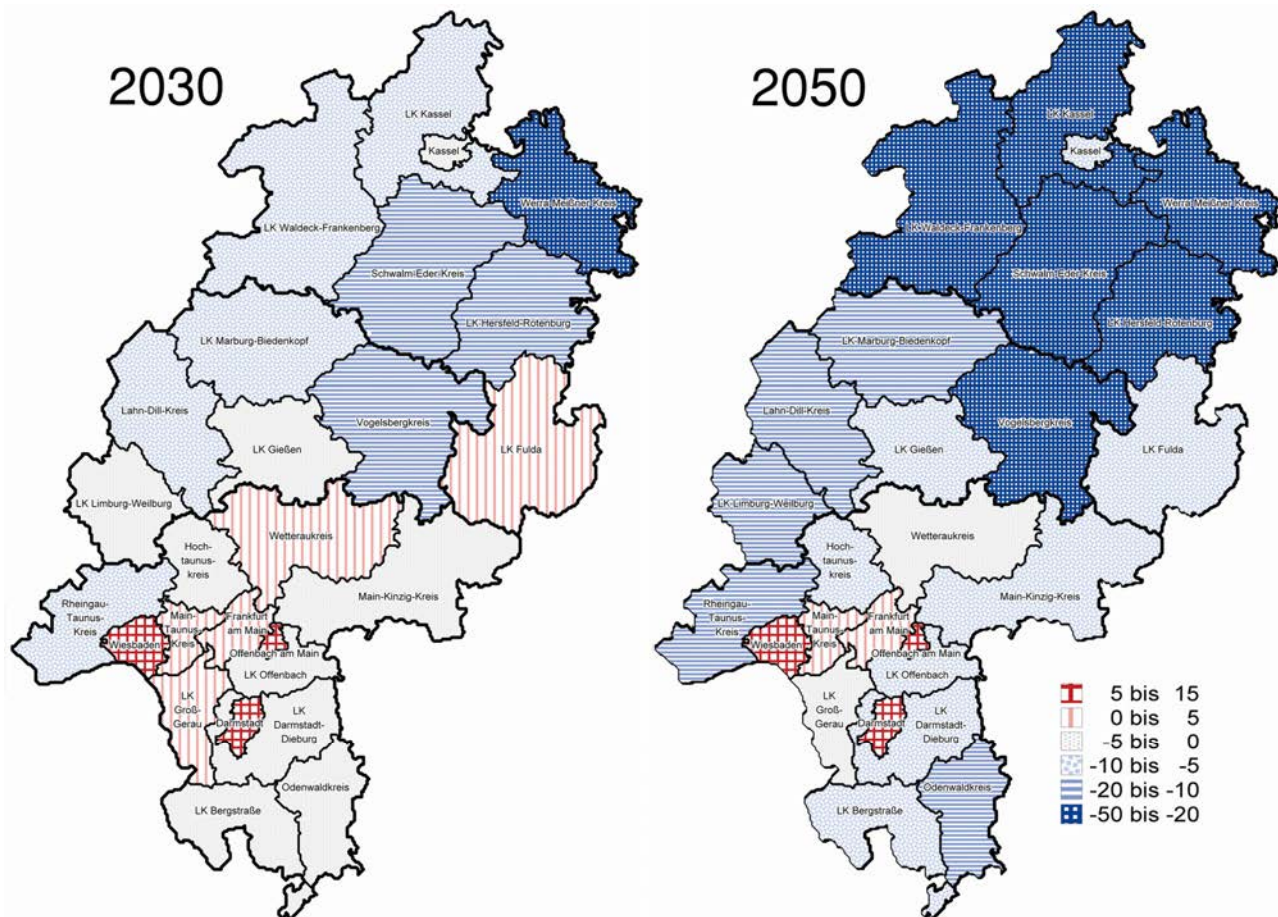 2030
LK Kassel
Kassel
Werra Meißner Kreis
LK Waldeck-Frankenberg
Schwalm-Eder Kreis
LK Hersfeld-Rotenburg
LK Marburg-Biedenkopf
Lahn-Dill-Kreis
Vogelsbergkreis
LK Gießen
LK Fulda
LK Limburg-Weilburg
Wetteraukreis
Hoch-
taunus-
kreis
Main-Kinzig-Kreis
Rheingau-
Taunus-
Kreis
Main-
Taunus-
Kreis
Frankfurt
am Main
Wiesbaden
Offenbach am Main
LK Offenbach
LK
Groß-
Gerau
Darmstadt
LK
Darmstadt-
Dieburg
Odenwaldkreis
LK Bergstraße
2050
LK Kassel
Kassel
Werra Meißner Kreis
LK Waldeck-Frankenberg
Schwalm Eder Kreis
LK Hersfeld-Rotenburg
LK Marburg-Biedenkopf
Lahn-Dill-Kreis
Vogelsbergkreis
LK Gießen
LK Fulda
LK Limburg-Weilburg
Wetteraukreis
Hoch-
taunus-
kreis
Main-Kinzig-Kreis
Rheingau-
Taunus-
Kreis
Main-
Taunus-
Kreis
Frankfurt
am Main
Wiesbaden
Offenbach am Main
LK Offenbach
LK
Groß-
Gerau
Darmstadt
LK
Darmstadt-
Dieburg
Odenwaldkreis
LK Bergstraße
5 bis 15
0 bis 5
-5 bis 0
-10 bis -5
-20 bis -10
-50 bis -20